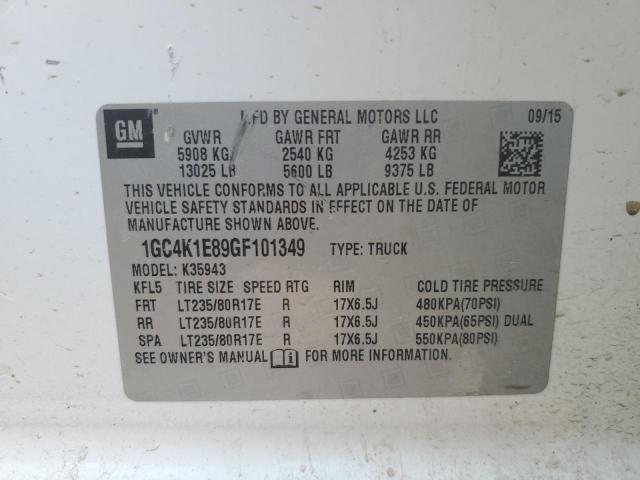 GM
MFD BY GENERAL MOTORS LLC 09/15
GVWR GAWR FRT GAWR RR
5908 KG 2540 KG 4253 KG
13025 LB 5600 LB 9375 LB
THIS VEHICLE CONFORMS TO ALL APPLICABLE U.S. FEDERAL MOTOR
VEHICLE SAFETY STANDARDS IN EFFECT ON THE DATE OF
MANUFACTURE SHOWN ABOVE.
1GC4K1E89GF101349 TYPE: TRUCK
MODEL: K35943
KFL5 TIRE SIZE SPEED RTG RIM COLD TIRE PRESSURE
FRT LT235/80R17E R 17X6.5J 480KPA(70PSI)
RR LT235/80R17E R 17X6.5J 450KPA(65PSI) DUAL
SPA LT235/80R17E R 17X6.5J 550KPA(80PSI)
SEE OWNER'S MANUAL FOR MORE INFORMATION.